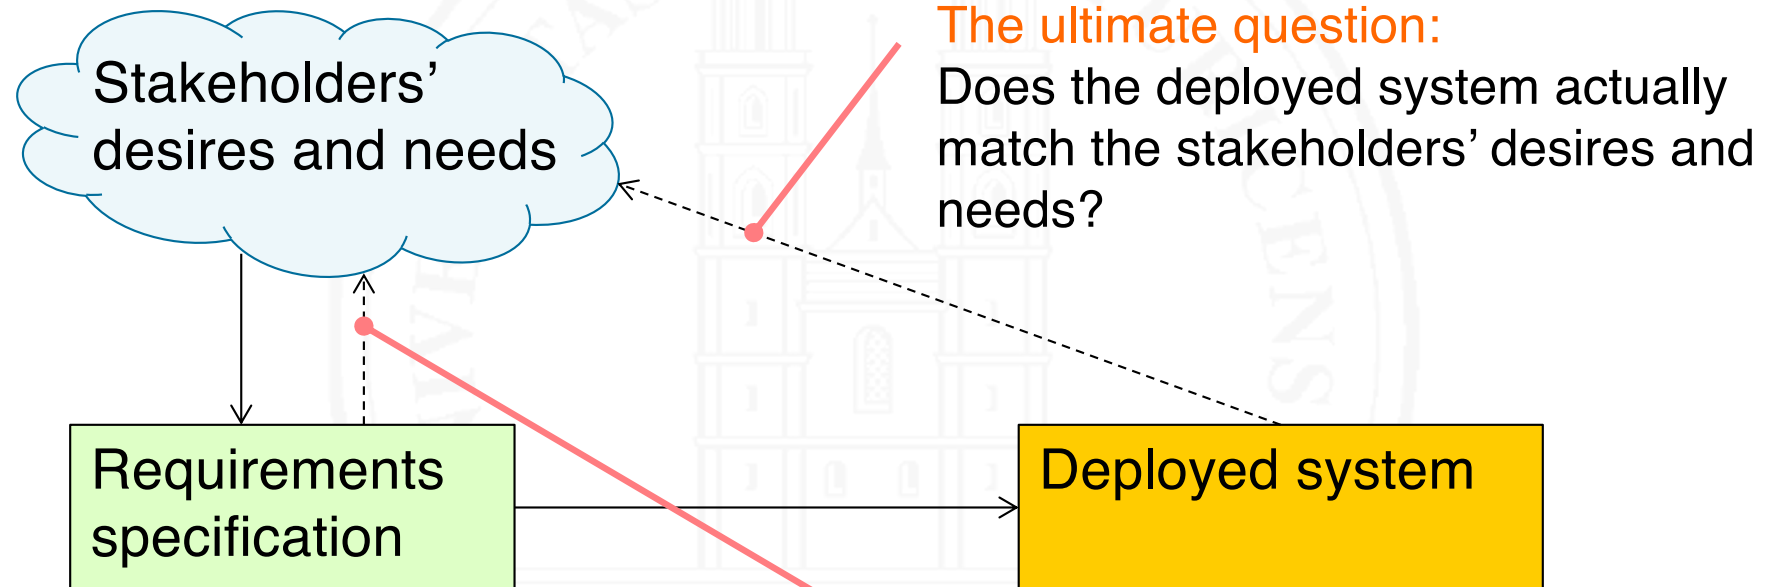 The ultimate question:
Stakeholders’
desires and needs
Does the deployed system actually
match the stakeholders’ desires and
needs?
Requirements
specification
Deployed system